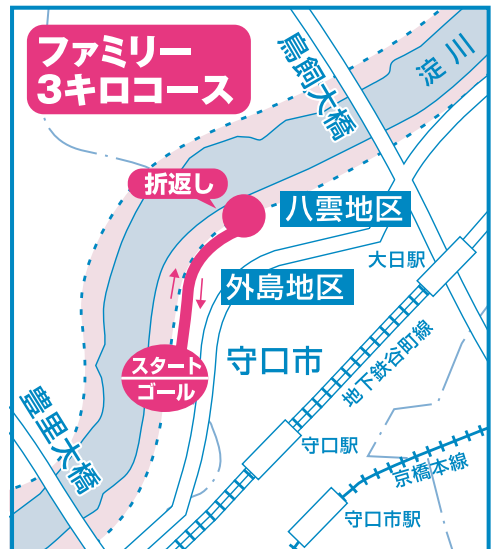 ファミリー
3キロコース
鳥飼大橋
淀川
折返し
八雲地区
大日駅
外島地区
スタート
ゴール
守口市
地下鉄谷町線
豊里大橋
守口駅
京橋本線
守口市駅